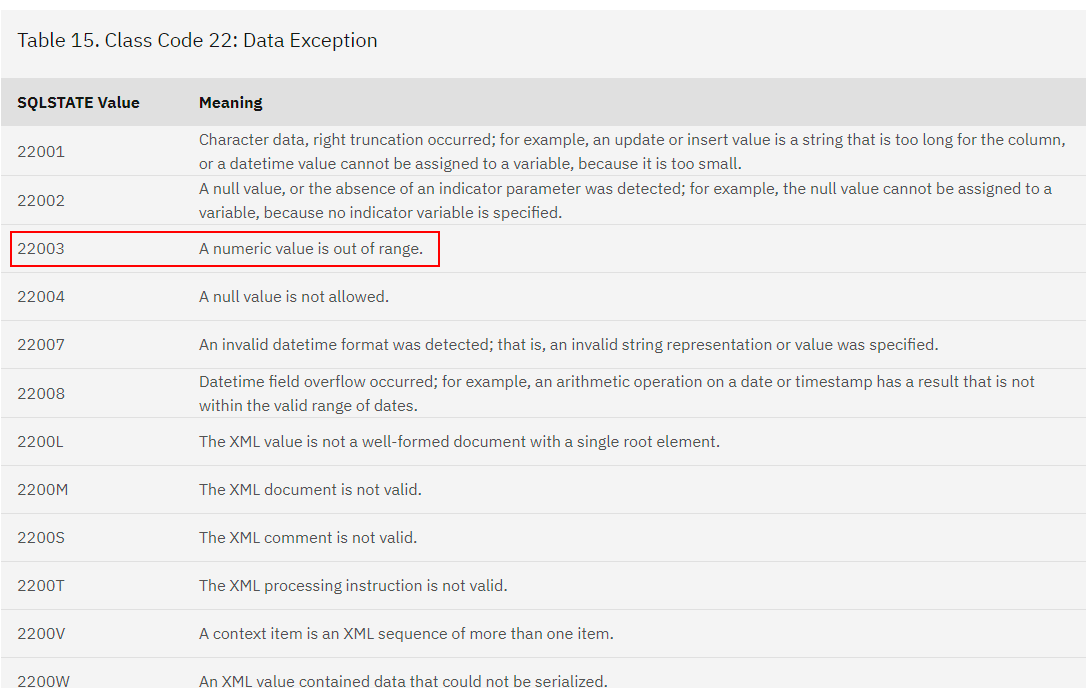 Table 15. Class Code 22: Data Exception
SQLSTATE Value Meaning
22001 Character data, right truncation occurred; for example, an update or insert value is a string that is too long for the column,
or a datetime value cannot be assigned to a variable, because it is too small.
22002 A null value, or the absence of an indicator parameter was detected; for example, the null value cannot be assigned to a
variable, because no indicator variable is specified.
22003 A numeric value is out of range.
22004 A null value is not allowed.
22007 An invalid datetime format was detected; that is, an invalid string representation or value was specified.
22008 Datetime field overflow occurred; for example, an arithmetic operation on a date or timestamp has a result that is not
within the valid range of dates.
2200L The XML value is not a well-formed document with a single root element.
2200M The XML document is not valid.
2200S The XML comment is not valid.
2200T The XML processing instruction is not valid.
2200V A context item is an XML sequence of more than one item.
2200W An XML value contained data that could not be serialized.